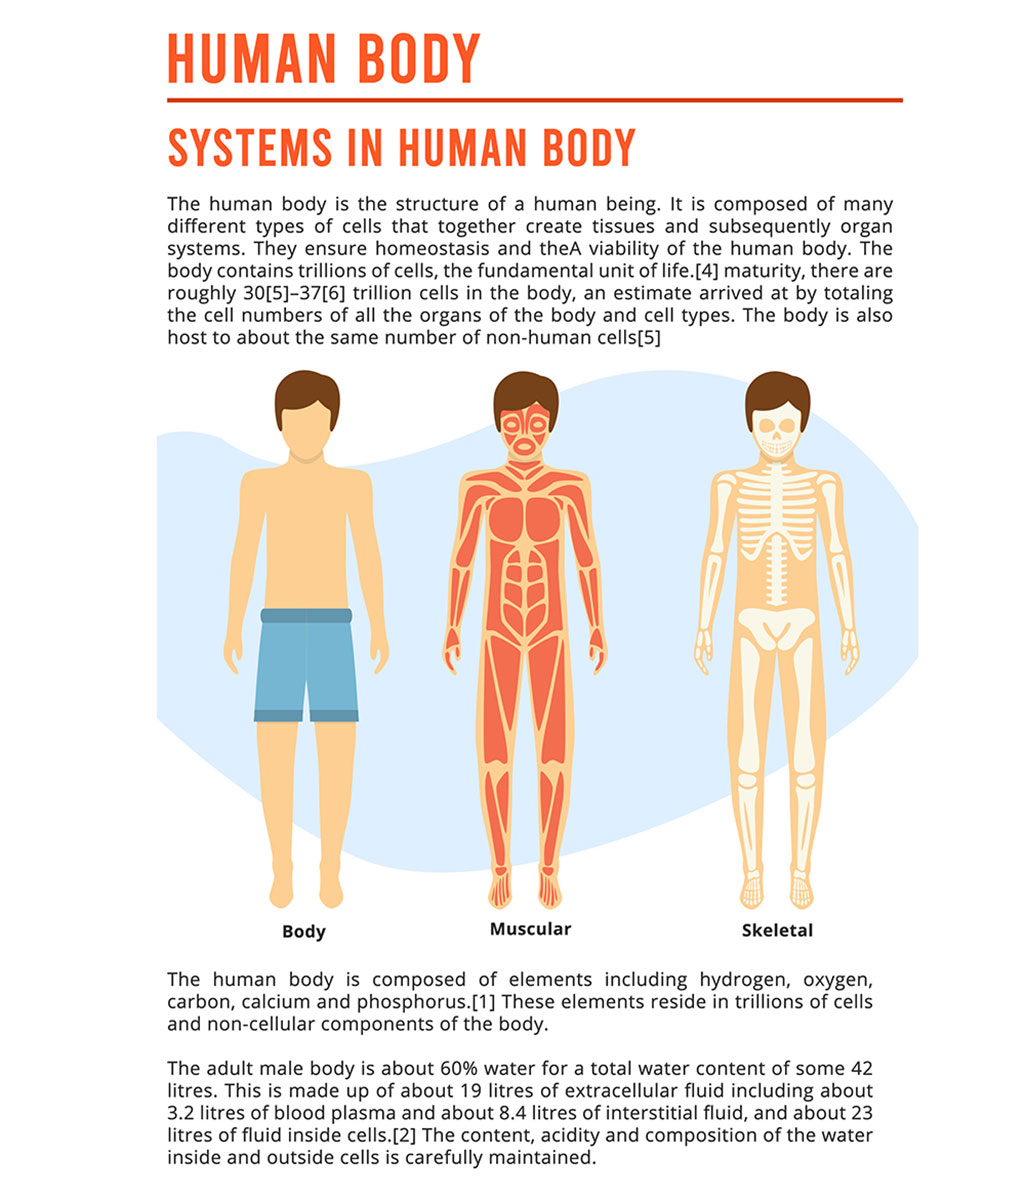 HUMAN BODY
SYSTEMS IN HUMAN BODY
The human body is the structure of a human being. It is composed of many
different types of cells that together create tissues and subsequently organ
systems. They ensure homeostasis and theA viability of the human body. The
body contains trillions of cells, the fundamental unit of life.[4] maturity, there are
roughly 30[5]–37[6] trillion cells in the body, an estimate arrived at by totaling
the cell numbers of all the organs of the body and cell types. The body is also
host to about the same number of non-human cells[5]
Body
Muscular
Skeletal
The human body is composed of elements including hydrogen, oxygen,
carbon, calcium and phosphorus.[1] These elements reside in trillions of cells
and non-cellular components of the body.
The adult male body is about 60% water for a total water content of some 42
litres. This is made up of about 19 litres of extracellular fluid including about
3.2 litres of blood plasma and about 8.4 litres of interstitial fluid, and about 23
litres of fluid inside cells.[2] The content, acidity and composition of the water
inside and outside cells is carefully maintained.